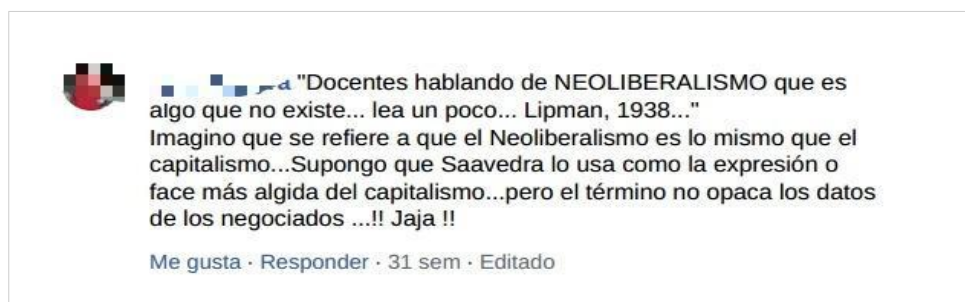 "Docentes hablando de NEOLIBERALISMO que es
algo que no existe... lea un poco... Lipman, 1938..."
Imagino que se refiere a que el Neoliberalismo es lo mismo que el
capitalismo...Supongo que Saavedra lo usa como la expresión o
face más algida del capitalismo...pero el término no opaca los datos
de los negociados ...!! Jaja !!
Me gusta · Responder · 31 sem · Editado